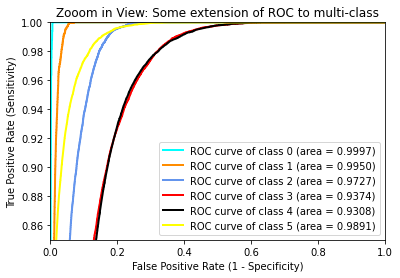 Zooom in View: Some extension of ROC to multi-class
True Positive Rate (Sensitivity)
1.00
0.98
0.96
0.94
0.92
0.90
0.88
0.86
ROC curve of class 0 (area = 0.9997)
ROC curve of class 1 (area = 0.9950)
ROC curve of class 2 (area = 0.9727)
ROC curve of class 3 (area = 0.9374)
ROC curve of class 4 (area = 0.9308)
ROC curve of class 5 (area = 0.9891)
0.0 0.2 0.4 0.6 0.8 1.0
False Positive Rate (1 - Specificity)